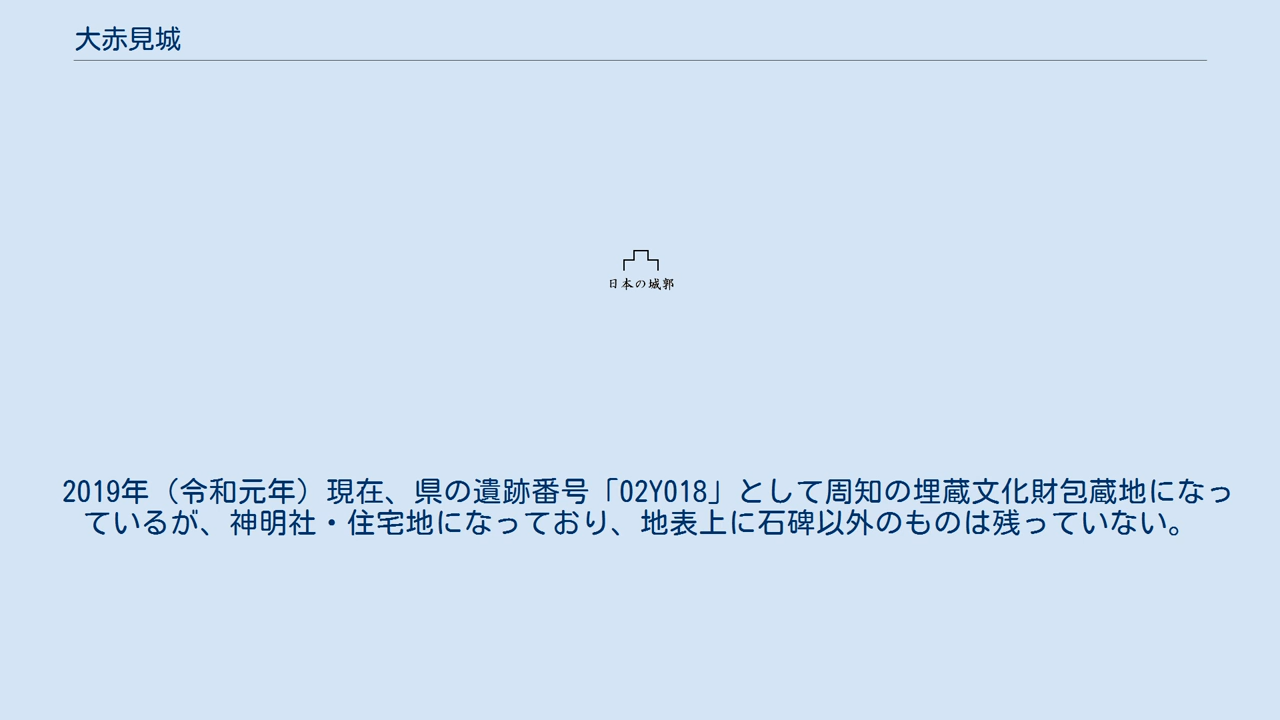 大赤見城
日本の城郭
2019年（令和元年）現在、県の遺跡番号「02Y018」として周知の埋蔵文化財包蔵地になっ
ているが、神明社・住宅地になっており、地表上に石碑以外のものは残っていない。